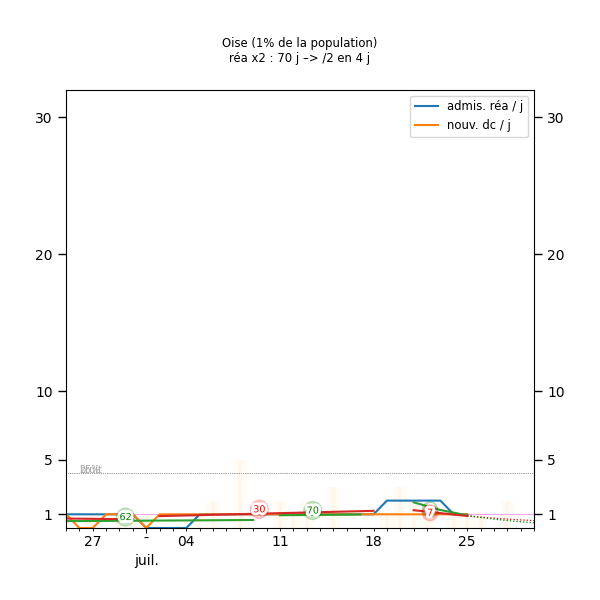 Oise (1% de la population)
réa x2 : 70 j –> /2 en 4 j
admis. réa / j
nouv. dc / j
30 30
20 20
10 10
5 5
1 1
62 30 70 7
27 - 04 11 18 25
juil.